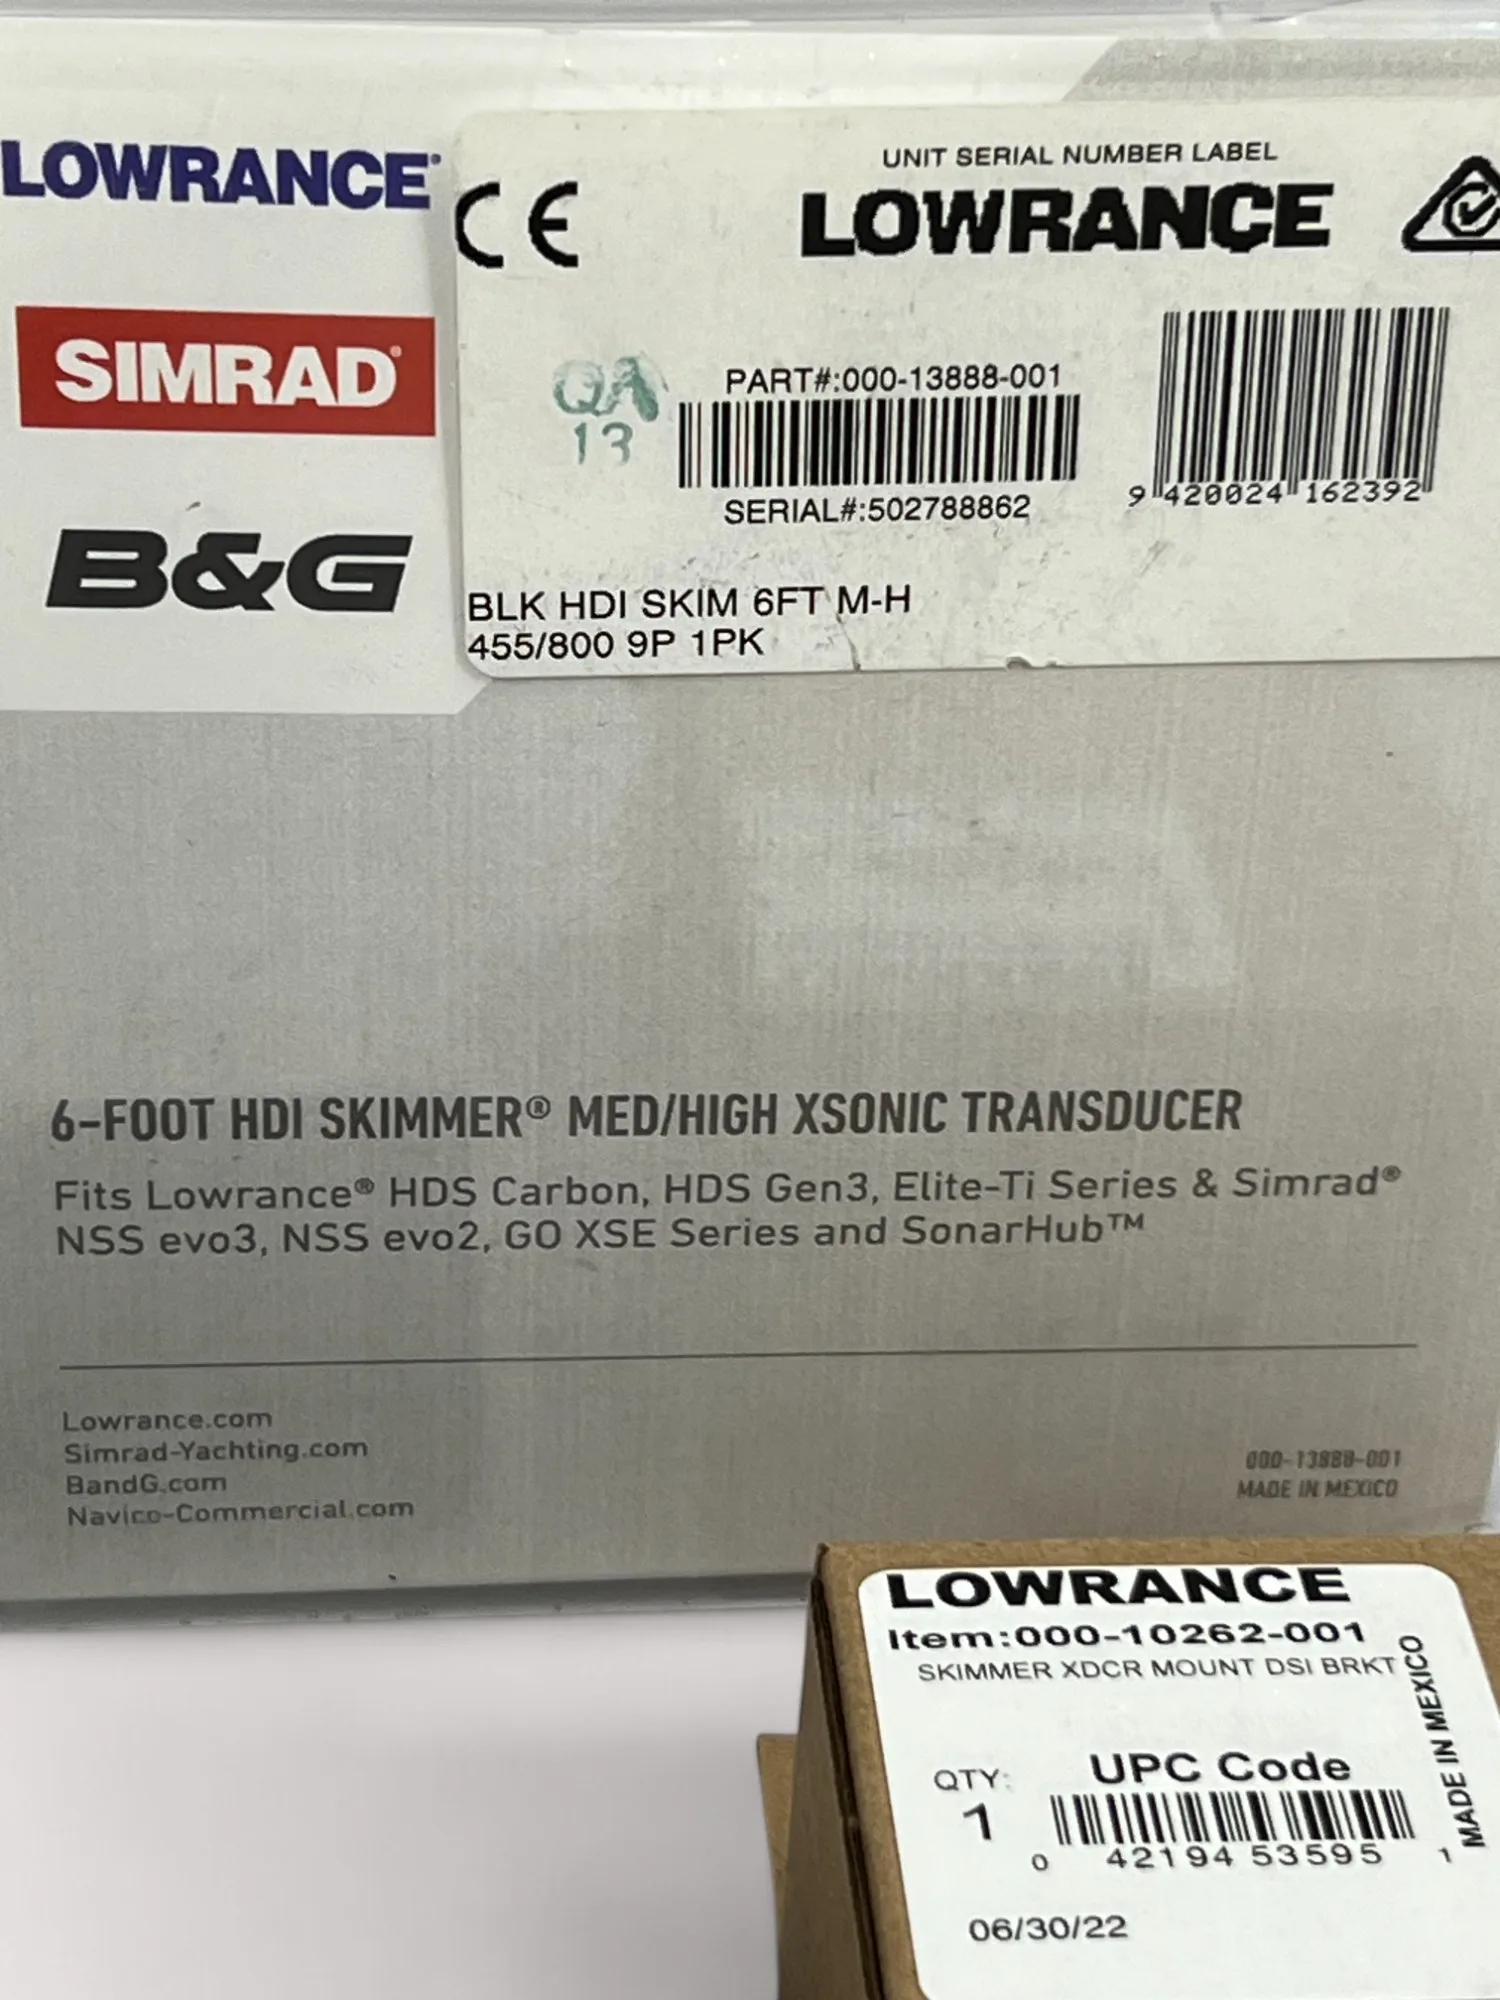 LOWRANCE®
SIMRAD®
B&G
CE
UNIT SERIAL NUMBER LABEL
LOWRANCE
QA
13
PART#:000-13888-001
SERIAL#:502788862
9 420024 162392
BLK HDI SKIM 6FT M-H
455/800 9P 1PK
6-FOOT HDI SKIMMER® MED/HIGH XSONIC TRANSDUCER
Fits Lowrance® HDS Carbon, HDS Gen3, Elite-Ti Series & Simrad®
NSS evo3, NSS evo2, GO XSE Series and SonarHub™
Lowrance.com
Simrad-Yachting.com
BandG.com
Navico-Commercial.com
000-13888-001
MADE IN MEXICO
LOWRANCE
Item:000-10262-001
SKIMMER XDCR MOUNT DSI BRKT
MADE IN MEXICO
QTY:
1
UPC Code
0 42194 53595 1
06/30/22